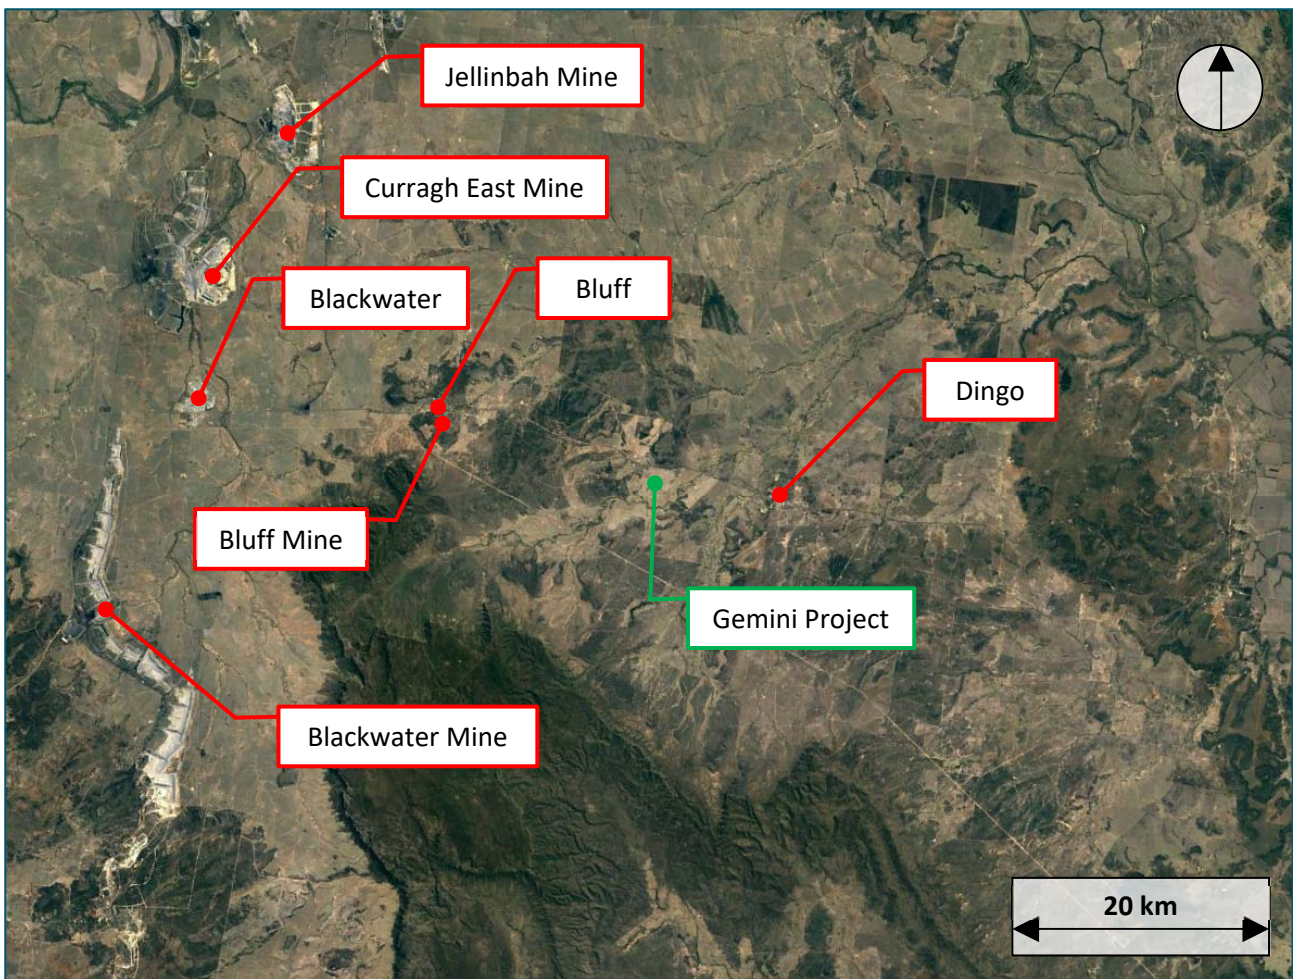 Jellinbah Mine
Curragh East Mine
Bluff
Blackwater
Dingo
Bluff Mine
Gemini Project
Blackwater Mine
20 km